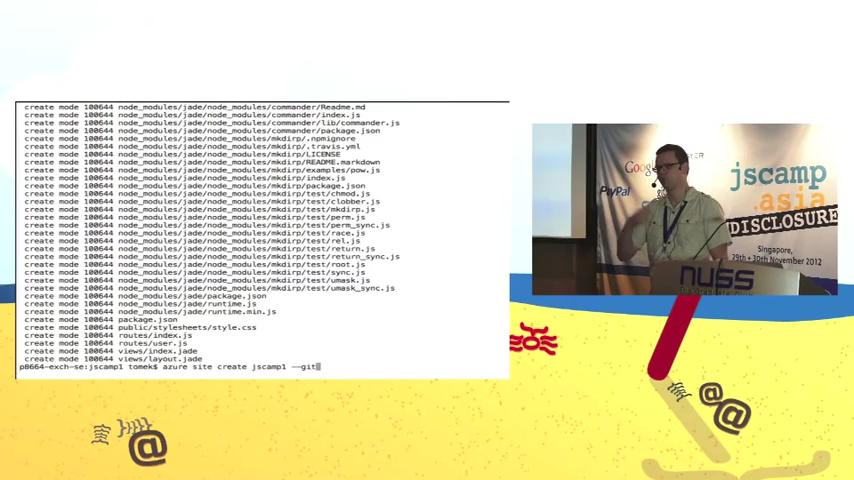 create mode 100644 node_modules/jade/node_modules/commander/Readme.md
create mode 100644 node_modules/jade/node_modules/commander/index.js
create mode 100644 node_modules/jade/node_modules/commander/lib/commander.js
create mode 100644 node_modules/jade/node_modules/commander/package.json
create mode 100644 node_modules/jade/node_modules/mkdirp/.npmignore
create mode 100644 node_modules/jade/node_modules/mkdirp/.travis.yml
create mode 100644 node_modules/jade/node_modules/mkdirp/LICENSE
create mode 100644 node_modules/jade/node_modules/mkdirp/README.markdown
create mode 100644 node_modules/jade/node_modules/mkdirp/examples/pow.js
create mode 100644 node_modules/jade/node_modules/mkdirp/index.js
create mode 100644 node_modules/jade/node_modules/mkdirp/package.json
create mode 100644 node_modules/jade/node_modules/mkdirp/test/chmod.js
create mode 100644 node_modules/jade/node_modules/mkdirp/test/clobber.js
create mode 100644 node_modules/jade/node_modules/mkdirp/test/mkdirp.js
create mode 100644 node_modules/jade/node_modules/mkdirp/test/perm.js
create mode 100644 node_modules/jade/node_modules/mkdirp/test/perm_sync.js
create mode 100644 node_modules/jade/node_modules/mkdirp/test/race.js
create mode 100644 node_modules/jade/node_modules/mkdirp/test/rel.js
create mode 100644 node_modules/jade/node_modules/mkdirp/test/return.js
create mode 100644 node_modules/jade/node_modules/mkdirp/test/return_sync.js
create mode 100644 node_modules/jade/node_modules/mkdirp/test/root.js
create mode 100644 node_modules/jade/node_modules/mkdirp/test/sync.js
create mode 100644 node_modules/jade/node_modules/mkdirp/test/umask.js
create mode 100644 node_modules/jade/node_modules/mkdirp/test/umask_sync.js
create mode 100644 node_modules/jade/package.json
create mode 100644 node_modules/jade/runtime.js
create mode 100644 node_modules/jade/runtime.min.js
create mode 100644 package.json
create mode 100644 public/stylesheets/style.css
create mode 100644 routes/index.js
create mode 100644 routes/user.js
create mode 100644 views/index.jade
create mode 100644 views/layout.jade
p8664-exch-se:jscamp1 tomek$ azure site create jscamp1 --git
PayPal
jscamp
.asia
DISCLOSURE
Singapore,
29th + 30th November 2012
NUSS
@
@
@